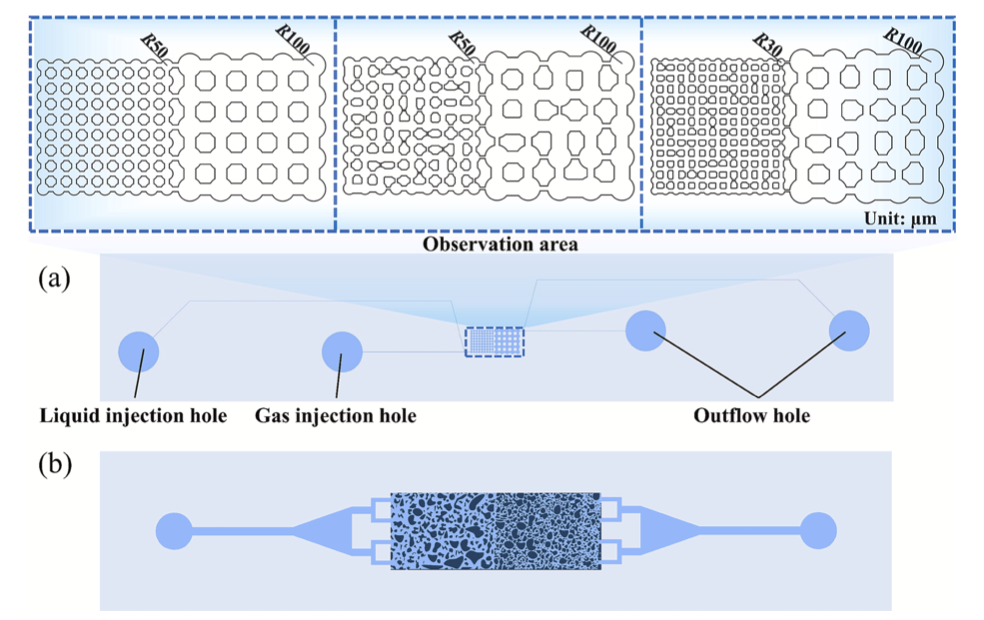 R50
R100
R50
R100
R30
R100
Unit: μm
Observation area
(a)
Liquid injection hole
Gas injection hole
Outflow hole
(b)